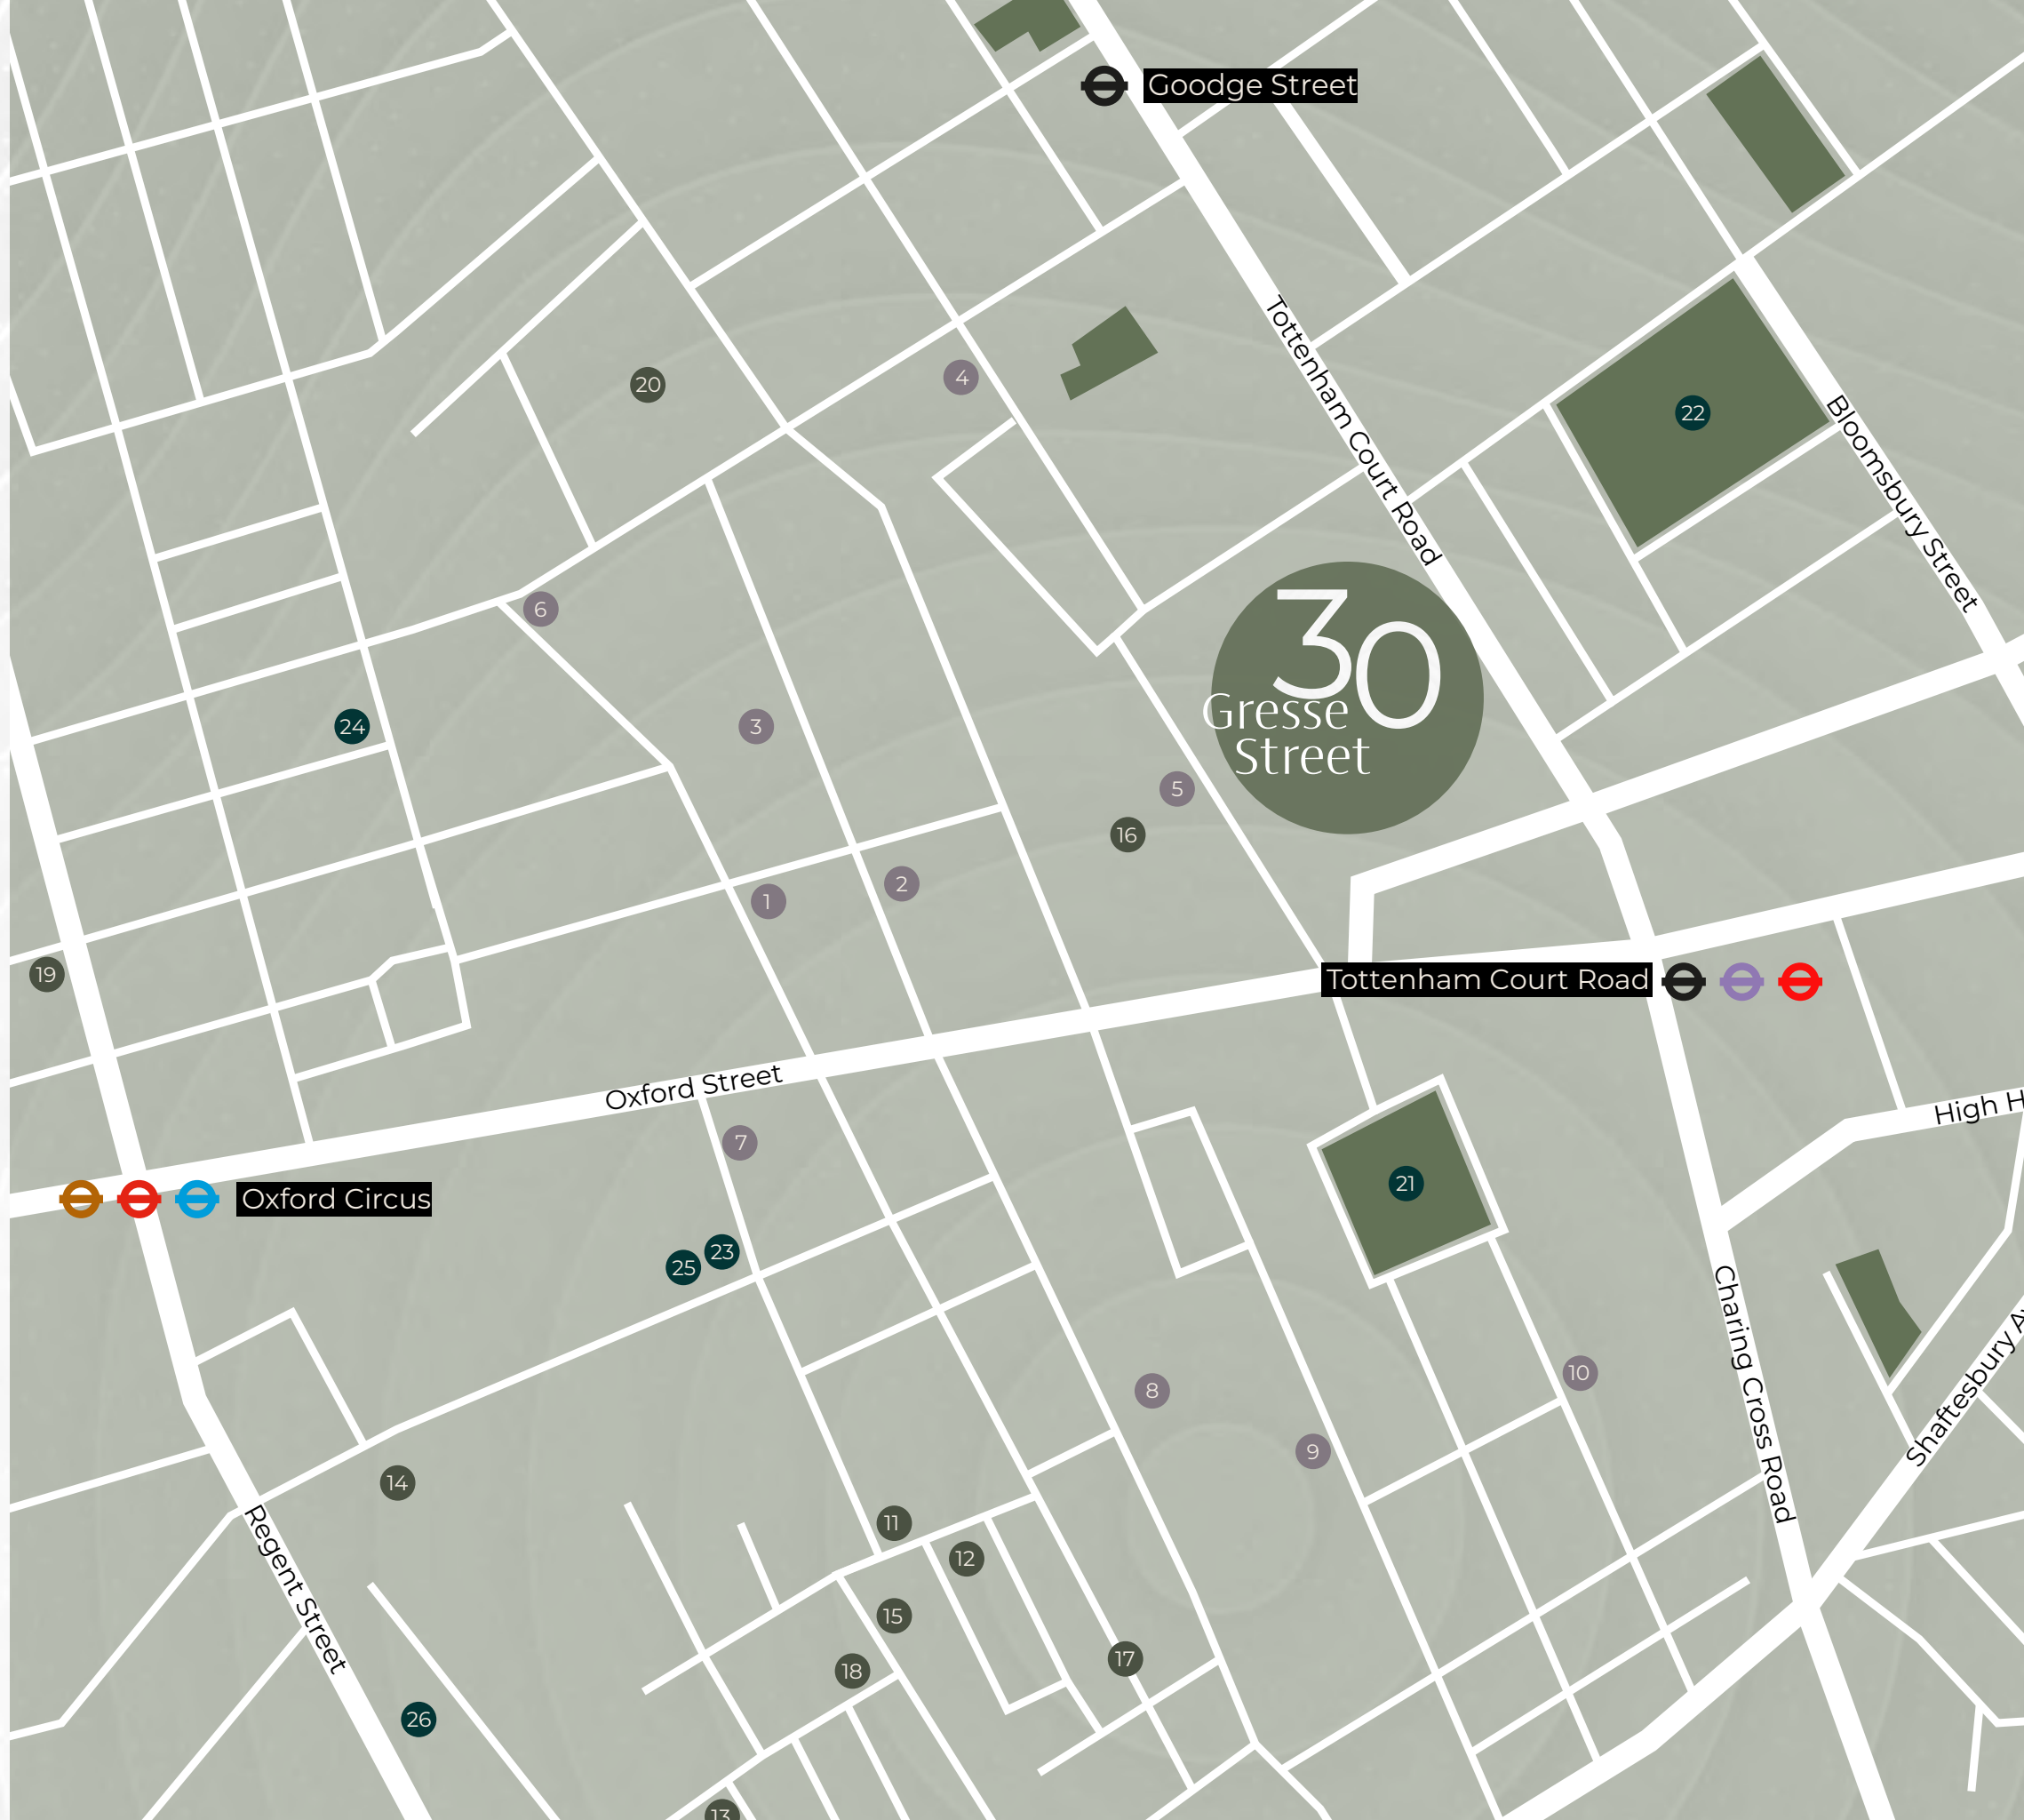 Goodge Street
Tottenham Court Road
Bloomsbury Street
20
4
22
6
30
Gresse
Street
24
3
5
16
2
1
19
Tottenham Court Road
Oxford Street
High H
7
Oxford Circus
21
23
25
Charing Cross Road
Shaftesbury A
10
8
9
14
Regent Street
11
12
15
17
18
26
13